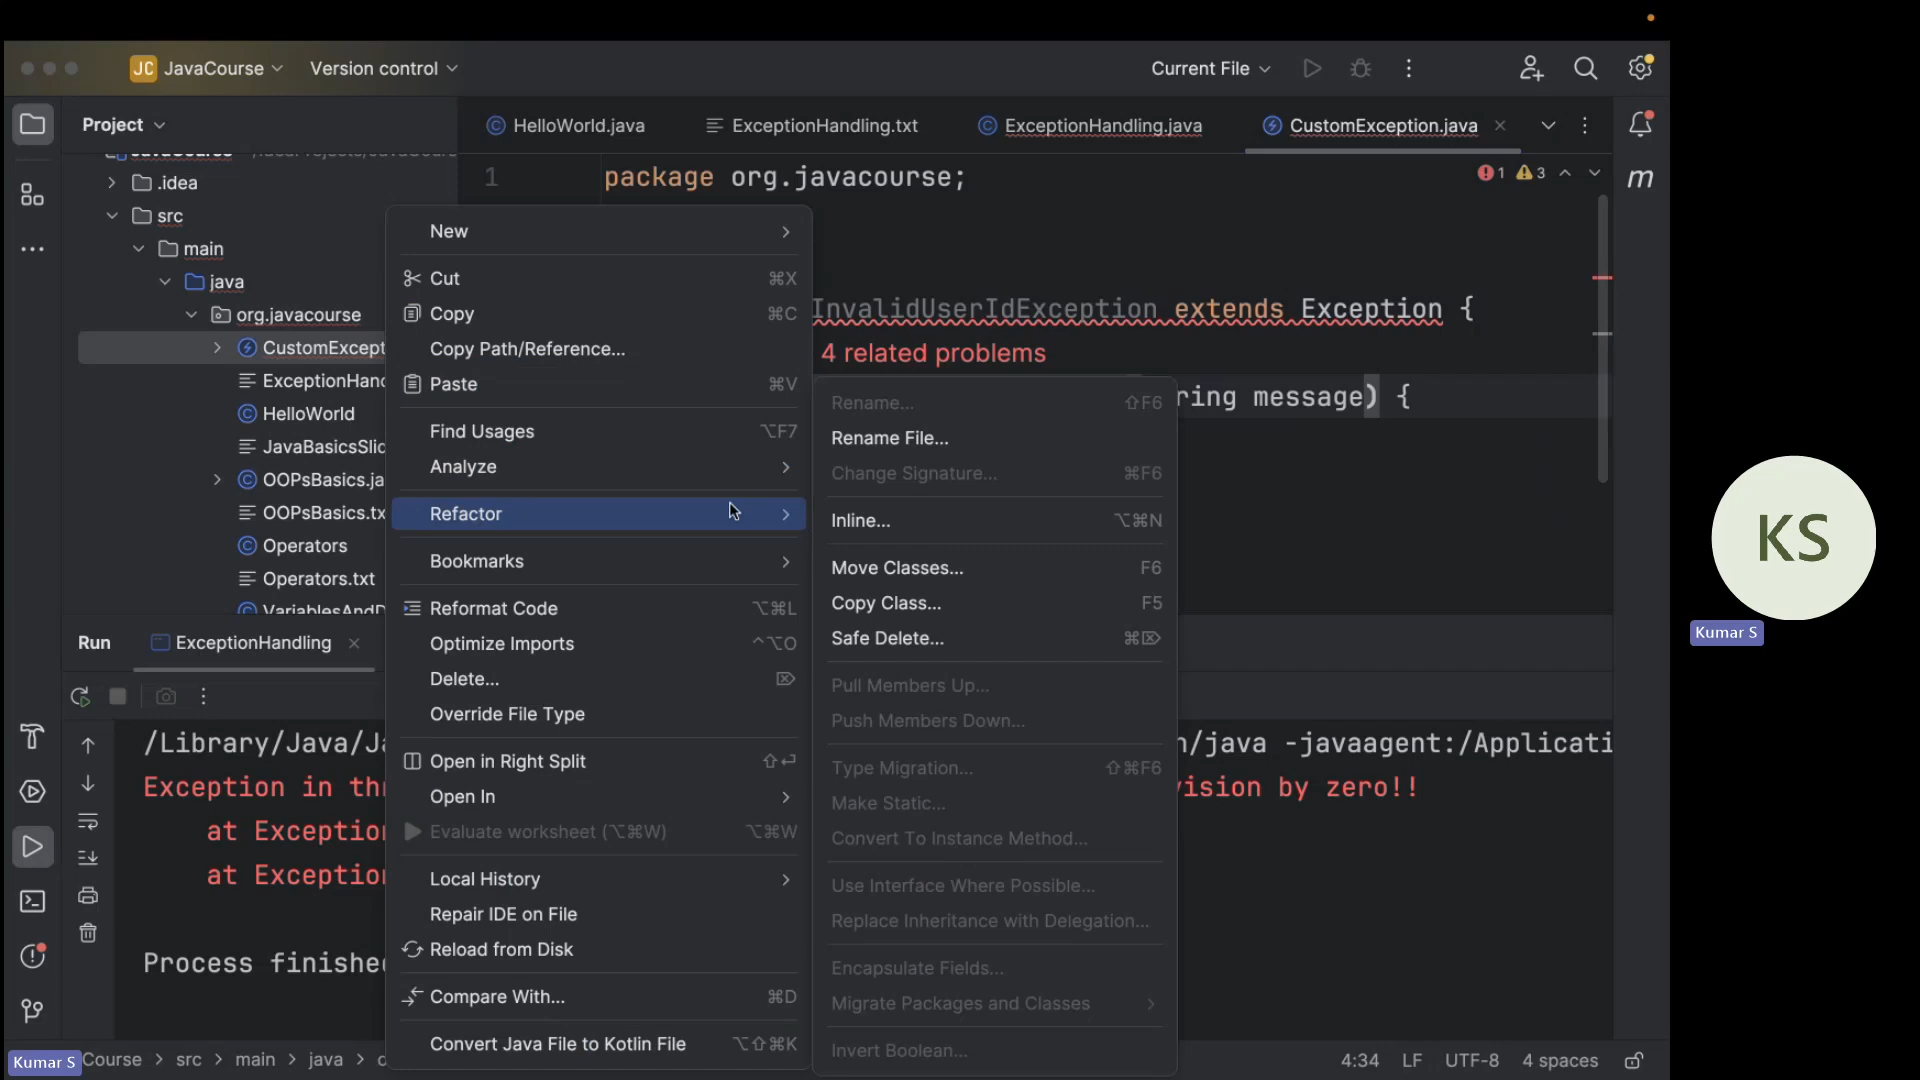 JC JavaCourse Version control Current File
Project
HelloWorld.java ExceptionHandling.txt ExceptionHandling.java CustomException.java
.idea
src
main
java
org.javacourse
CustomExcept
ExceptionHand
HelloWorld
JavaBasicsSlid
OOPsBasics.ja
OOPsBasics.tx
Operators
Operators.txt
1 package org.javacourse;
1 3
InvalidUserIdException extends Exception {
4 related problems
ring message) {
New
Cut ⌘X
Copy ⌘C
Copy Path/Reference...
Paste ⌘V
Find Usages ⌥F7
Analyze
Refactor
Bookmarks
Reformat Code ⌥⌘L
Optimize Imports ^⌥O
Delete... ⌦
Override File Type
Open in Right Split ⇧⏎
Open In
Evaluate worksheet (⌥⌘W) ⌥⌘W
Local History
Repair IDE on File
Reload from Disk
Compare With... ⌘D
Convert Java File to Kotlin File ⌥⇧⌘K
Rename... ⇧F6
Rename File...
Change Signature... ⌘F6
Inline... ⌥⌘N
Move Classes... F6
Copy Class... F5
Safe Delete... ⌘⌦
Pull Members Up...
Push Members Down...
Type Migration... ⇧⌘F6
Make Static...
Convert To Instance Method...
Use Interface Where Possible...
Replace Inheritance with Delegation...
Encapsulate Fields...
Migrate Packages and Classes
Invert Boolean...
Run ExceptionHandling
/Library/Java/Ja n/java -javaagent:/Applicati
Exception in thr vision by zero!!
at Exception
at Exception
Process finished
Course src main java
4:34 LF UTF-8 4 spaces
Kumar S
KS
Kumar S